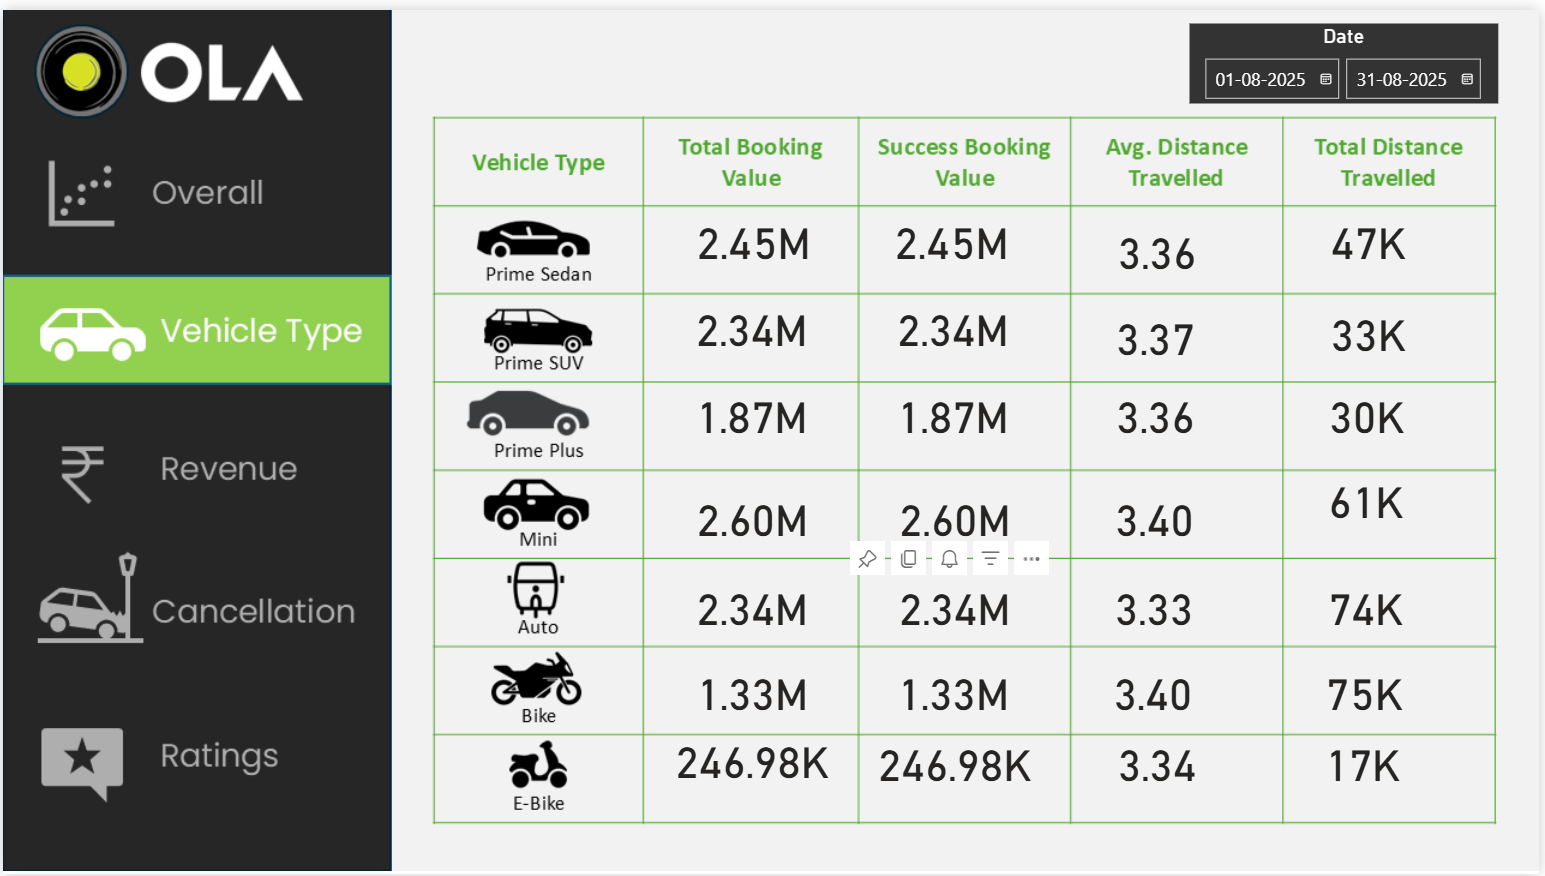 OLA
Overall
Vehicle Type
Revenue
Cancellation
Ratings
Date
01-08-2025 31-08-2025
Vehicle Type
Total Booking
Value
Success Booking
Value
Avg. Distance
Travelled
Total Distance
Travelled
Prime Sedan
2.45M
2.45M
3.36
47K
Prime SUV
2.34M
2.34M
3.37
33K
Prime Plus
1.87M
1.87M
3.36
30K
Mini
2.60M
2.60M
3.40
61K
Auto
2.34M
2.34M
3.33
74K
Bike
1.33M
1.33M
3.40
75K
E-Bike
246.98K
246.98K
3.34
17K